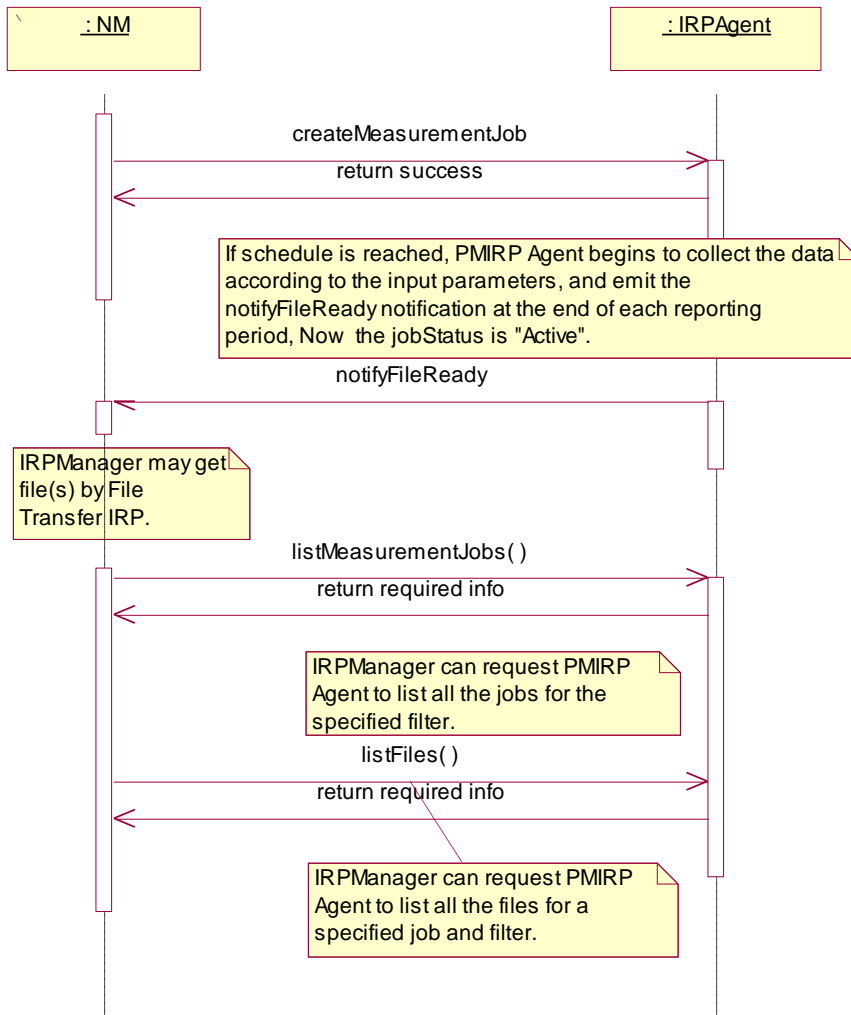 : NM
: IRPAgent
createMeasurementJob
return success
If schedule is reached, PMIRP Agent begins to collect the data
according to the input parameters, and emit the
notifyFileReady notification at the end of each reporting
period, Now the jobStatus is "Active".
notifyFileReady
IRPManager may get
file(s) by File
Transfer IRP.
listMeasurementJobs( )
return required info
IRPManager can request PMIRP
Agent to list all the jobs for the
specified filter.
listFiles( )
return required info
IRPManager can request PMIRP
Agent to list all the files for a
specified job and filter.